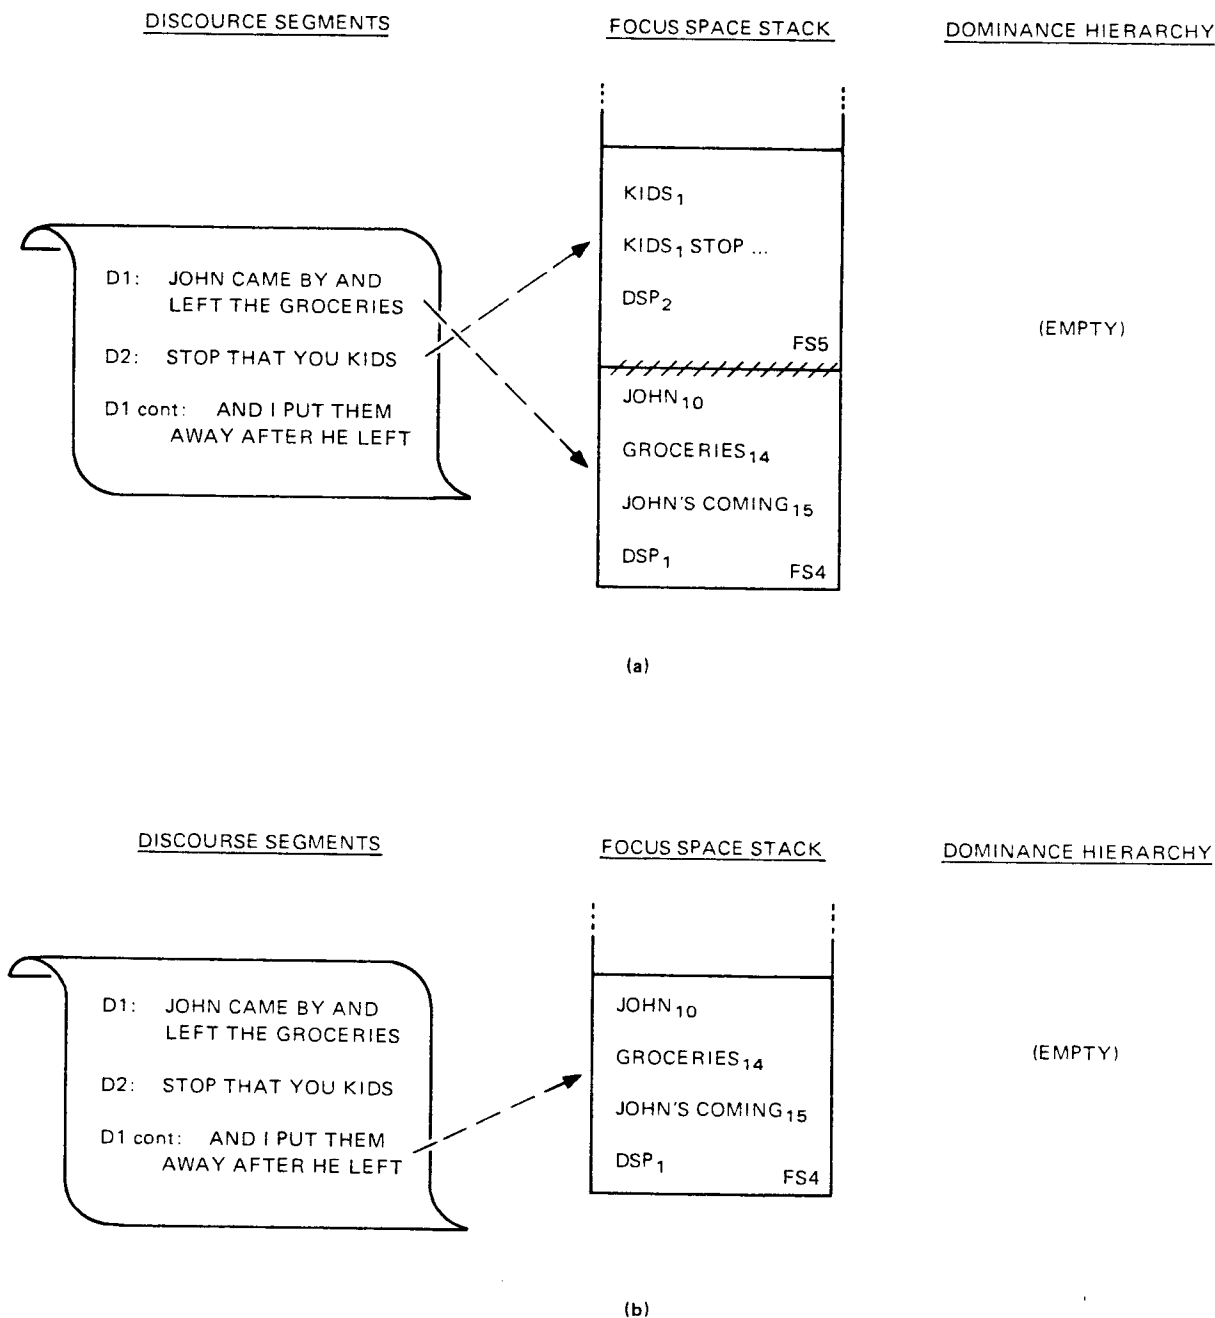 DISCOURCE SEGMENTS
FOCUS SPACE STACK
DOMINANCE HIERARCHY
D1: JOHN CAME BY AND
LEFT THE GROCERIES
D2: STOP THAT YOU KIDS
D1 cont: AND I PUT THEM
AWAY AFTER HE LEFT
KIDS₁
KIDS₁ STOP ...
DSP₂
FS5
JOHN₁₀
GROCERIES₁₄
JOHN'S COMING₁₅
DSP₁
FS4
(EMPTY)
(a)
DISCOURSE SEGMENTS
FOCUS SPACE STACK
DOMINANCE HIERARCHY
D1: JOHN CAME BY AND
LEFT THE GROCERIES
D2: STOP THAT YOU KIDS
D1 cont: AND I PUT THEM
AWAY AFTER HE LEFT
JOHN₁₀
GROCERIES₁₄
JOHN'S COMING₁₅
DSP₁
FS4
(EMPTY)
(b)